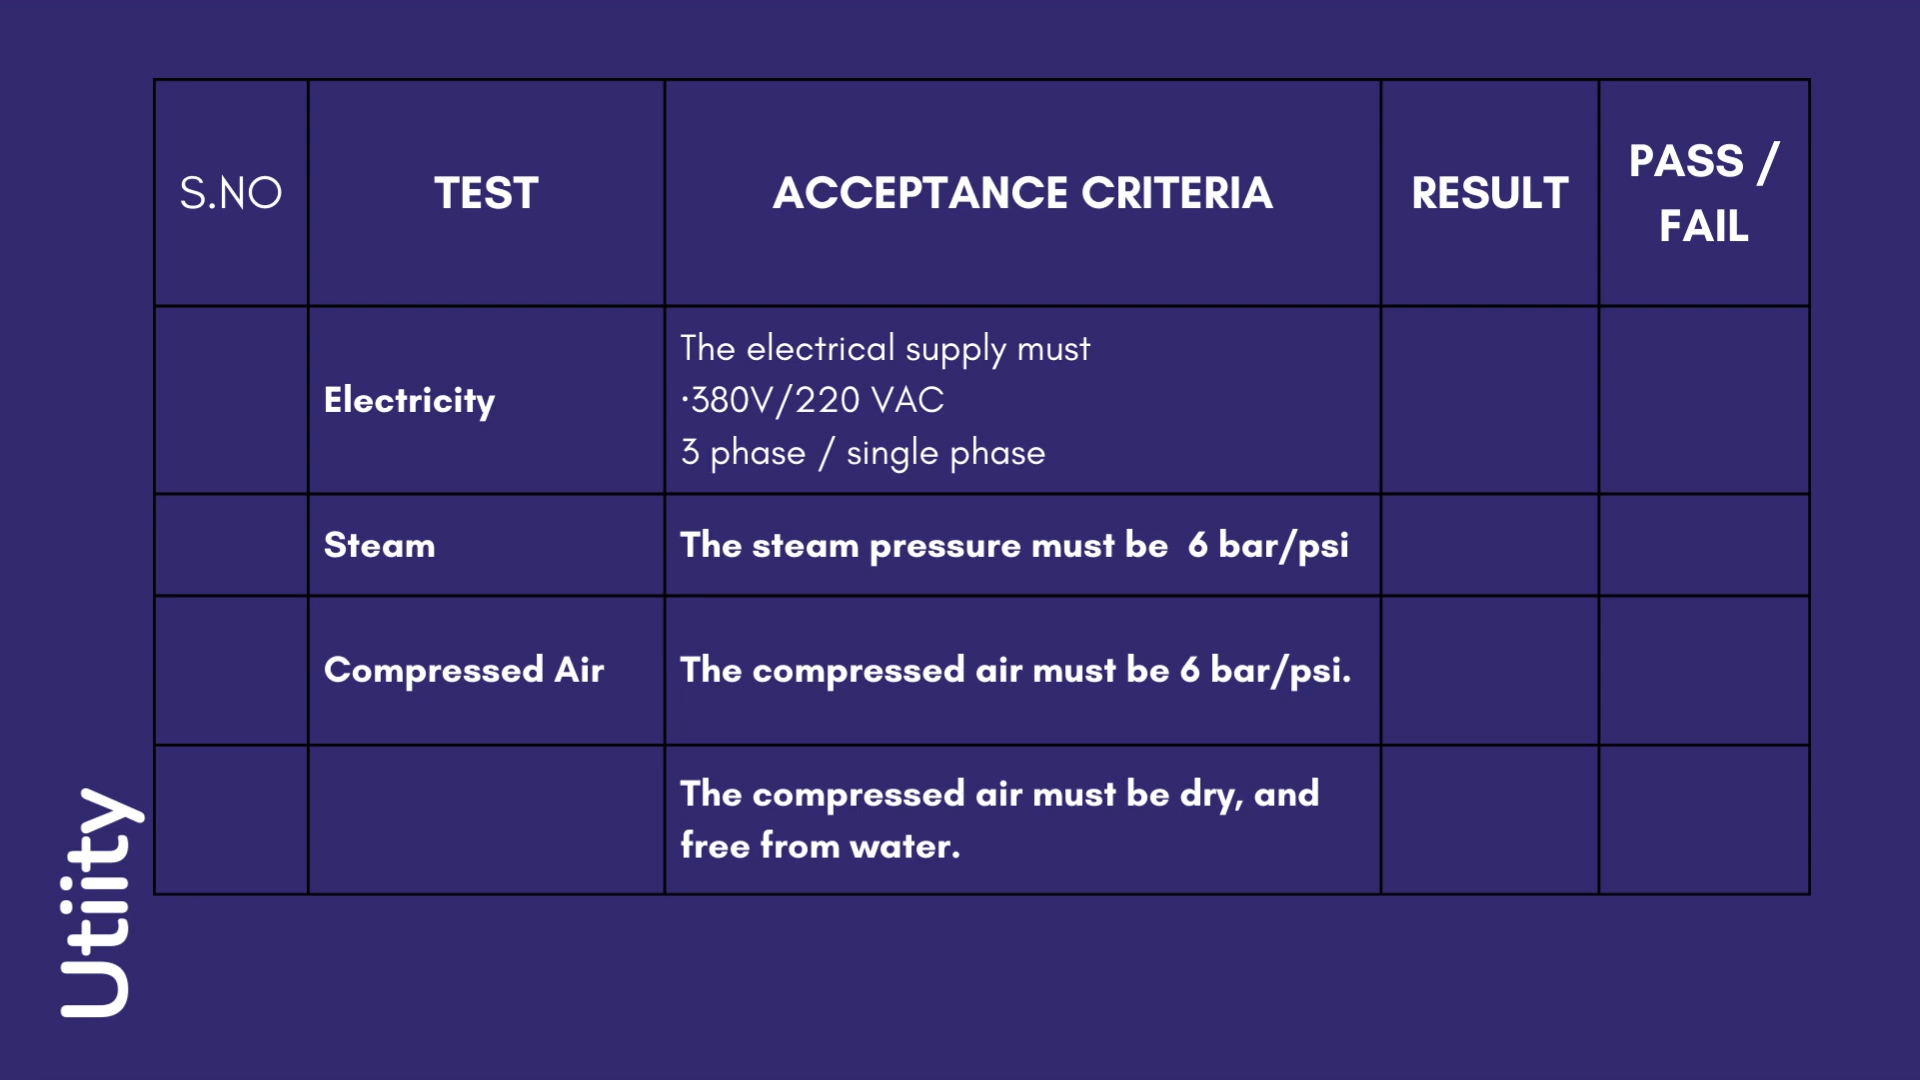 S.NO
TEST
ACCEPTANCE CRITERIA
RESULT
PASS /
FAIL
Electricity
The electrical supply must
·380V/220 VAC
3 phase / single phase
Steam
The steam pressure must be  6 bar/psi
Compressed Air
The compressed air must be 6 bar/psi.
The compressed air must be dry, and
free from water.
Utiity